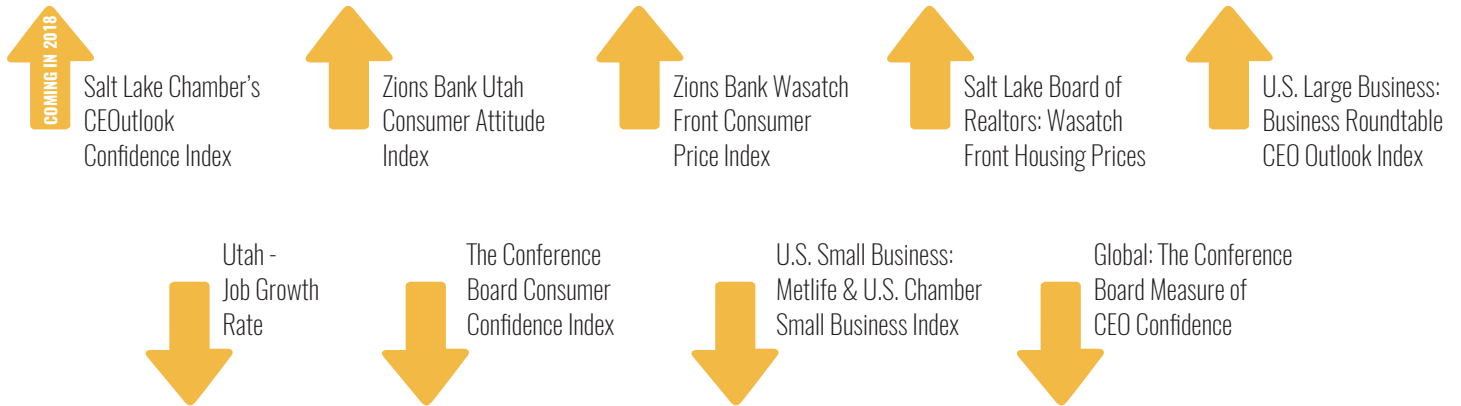 COMING IN 2018
Salt Lake Chamber's
CEOutlook
Confidence Index
Zions Bank Utah
Consumer Attitude
Index
Zions Bank Wasatch
Front Consumer
Price Index
Salt Lake Board of
Realtors: Wasatch
Front Housing Prices
U.S. Large Business:
Business Roundtable
CEO Outlook Index
Utah -
Job Growth
Rate
The Conference
Board Consumer
Confidence Index
U.S. Small Business:
Metlife & U.S. Chamber
Small Business Index
Global: The Conference
Board Measure of
CEO Confidence